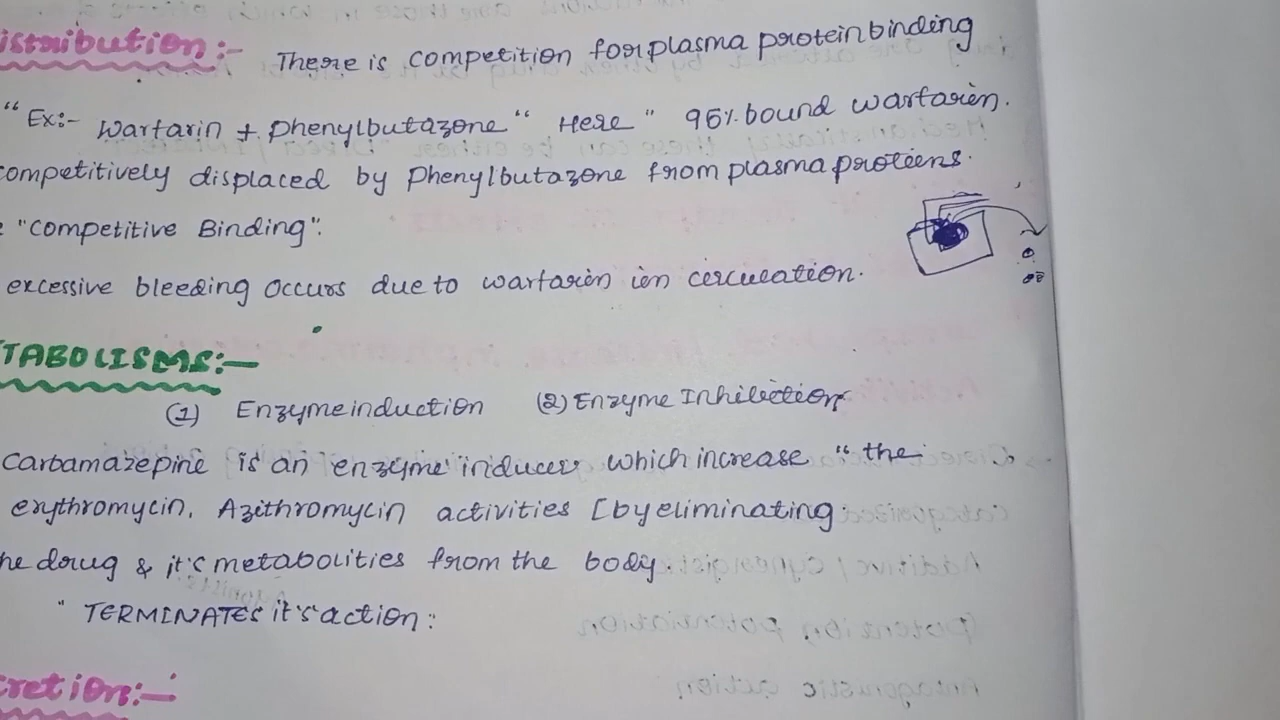 istribution:- There is competition for plasma protein binding
"Ex:- Warfarin + Phenylbutazone" Here " 96% bound warfarin.
competitively displaced by Phenylbutazone from plasma proteins.
"Competitive Binding":
excessive bleeding occurs due to warfarin in circulation.
TABOLISMS:-
(1) Enzyme induction (2) Enzyme Inhibition
Carbamazepine is an enzyme inducer which increase "the
erythromycin, Azithromycin activities [by eliminating
he drug & it's metabolities from the body.
" TERMINATES it's action:
cretion:-